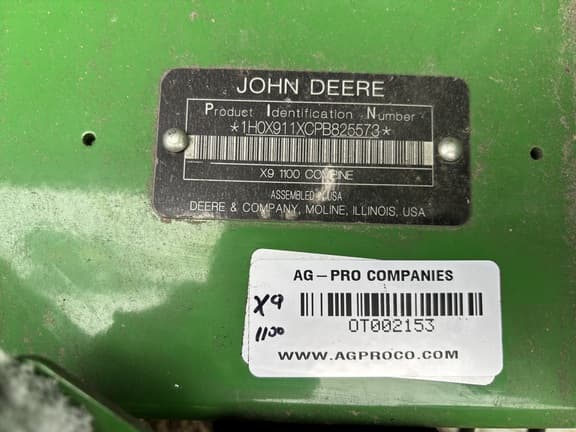 JOHN DEERE
Product Identification Number
*1H0X911XCPB825573*
X9 1100 COMBINE
ASSEMBLED IN USA
DEERE & COMPANY, MOLINE, ILLINOIS, USA
AG-PRO COMPANIES
X9
1100
OT002153
WWW.AGPROCO.COM